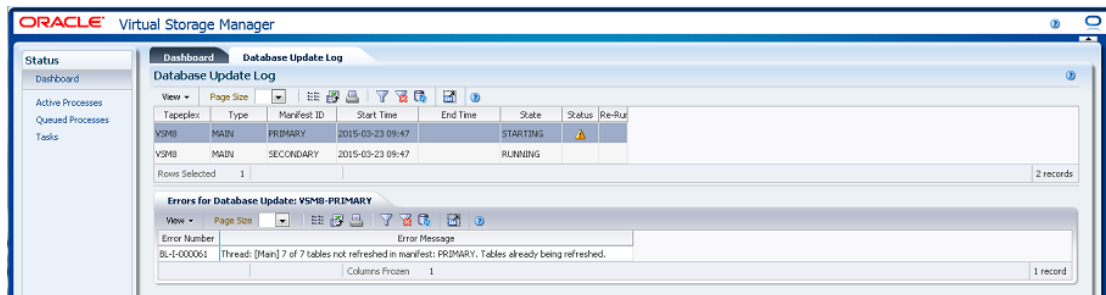 ORACLE® Virtual Storage Manager
Status
Dashboard
Active Processes
Queued Processes
Tasks
Dashboard Database Update Log
Database Update Log
View Page Size
Tapeplex Type Manifest ID Start Time End Time State Status Re-Rur
VSM8 MAIN PRIMARY 2015-03-23 09:47 STARTING
VSM8 MAIN SECONDARY 2015-03-23 09:47 RUNNING
Rows Selected 1 2 records
Errors for Database Update: VSM8-PRIMARY
View Page Size
Error Number Error Message
BL-I-000061 Thread: [Main] 7 of 7 tables not refreshed in manifest: PRIMARY. Tables already being refreshed.
Columns Frozen 1 1 record